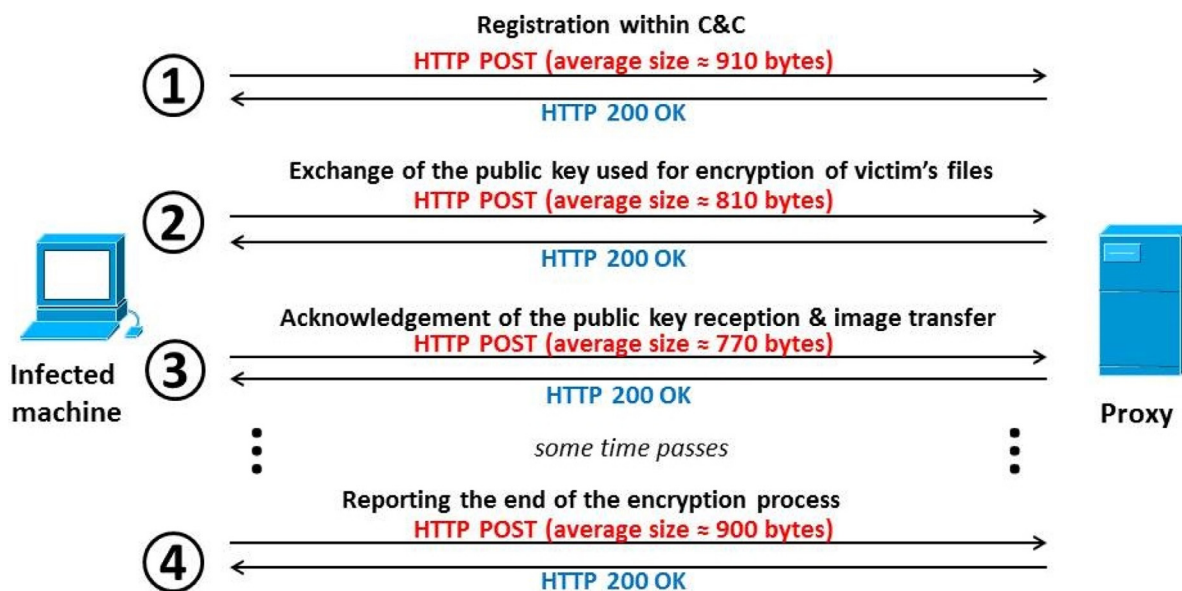 Registration within C&C
HTTP POST (average size ≈ 910 bytes)
1
HTTP 200 OK
Exchange of the public key used for encryption of victim's files
HTTP POST (average size ≈ 810 bytes)
2
HTTP 200 OK
Acknowledgement of the public key reception & image transfer
HTTP POST (average size ≈ 770 bytes)
3
HTTP 200 OK
Infected
machine
Proxy
some time passes
Reporting the end of the encryption process
HTTP POST (average size ≈ 900 bytes)
4
HTTP 200 OK